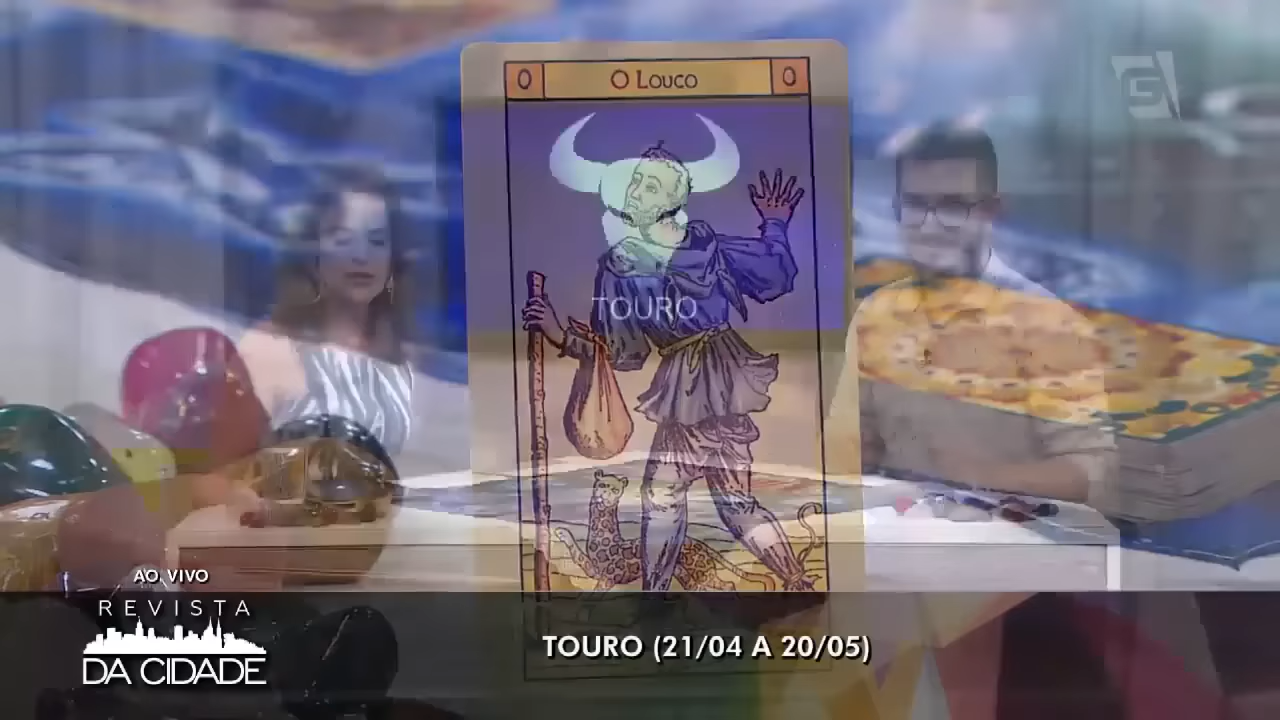 0 O LOUCO 0
TOURO
AO VIVO
REVISTA
DA CIDADE
TOURO (21/04 A 20/05)